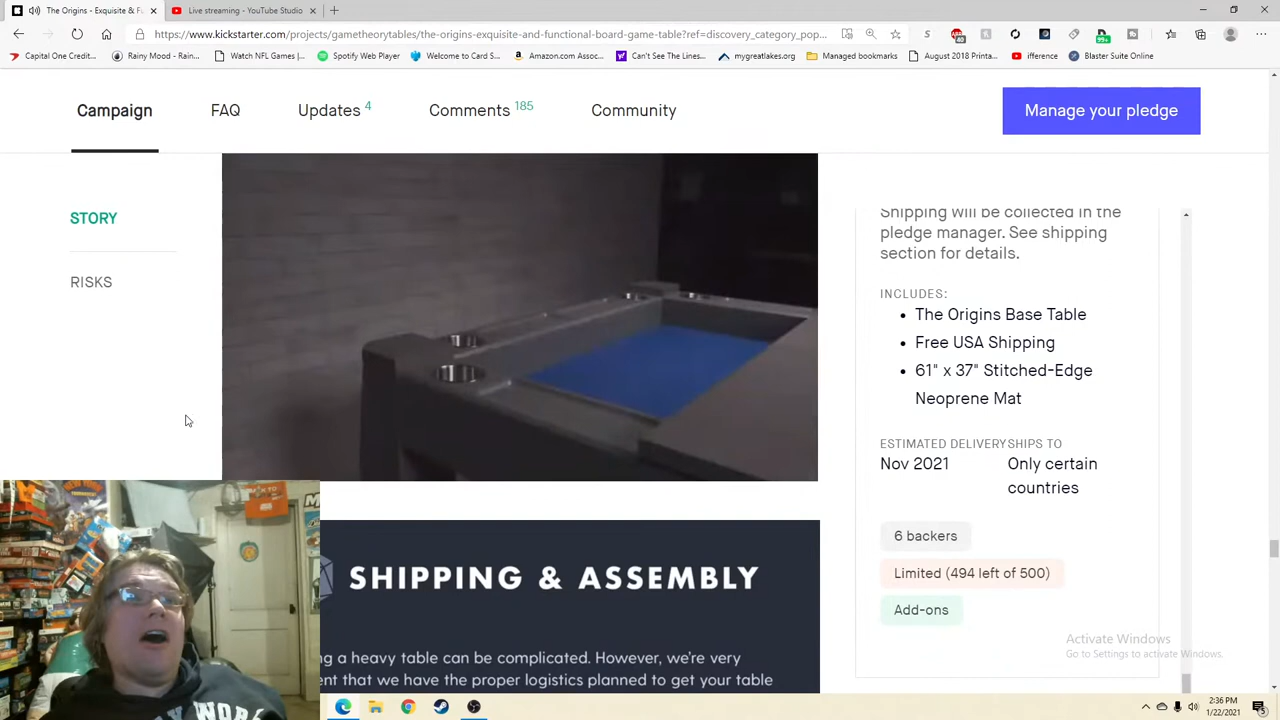 The Origins - Exquisite & F
Live streaming - YouTube Studio
https://www.kickstarter.com/projects/gametheorytables/the-origins-exquisite-and-functional-board-game-table?ref=discovery_category_pop...
Capital One Credit...
Rainy Mood • Rain...
Watch NFL Games |...
Spotify Web Player
Welcome to Card S...
Amazon.com Assoc...
Can't See The Lines...
mygreatlakes.org
Managed bookmarks
August 2018 Printa...
ifference
Blaster Suite Online
Campaign
FAQ
Updates 4
Comments 185
Community
Manage your pledge
STORY
RISKS
Shipping will be collected in the
pledge manager. See shipping
section for details.
INCLUDES:
• The Origins Base Table
• Free USA Shipping
• 61" x 37" Stitched-Edge
Neoprene Mat
ESTIMATED DELIVERY SHIPS TO
Nov 2021 Only certain
countries
6 backers
Limited (494 left of 500)
Add-ons
SHIPPING & ASSEMBLY
g a heavy table can be complicated. However, we're very
ent that we have the proper logistics planned to get your table
Activate Windows
Go to Settings to activate Windows.
2:36 PM
1/22/2021